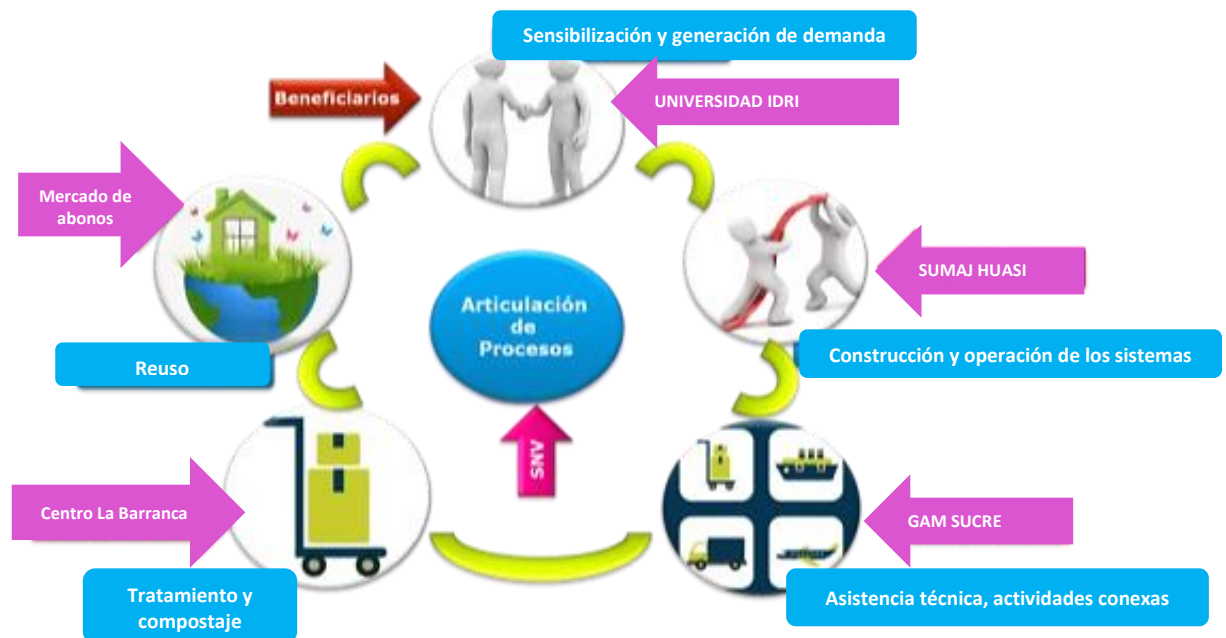 Sensibilización y generación de demanda
Beneficiarios
UNIVERSIDAD IDRI
Mercado de
abonos
SUMAJ HUASI
Articulación
de
Procesos
Construcción y operación de los sistemas
Reuso
SNV
Centro La Barranca
GAM SUCRE
Tratamiento y
compostaje
Asistencia técnica, actividades conexas